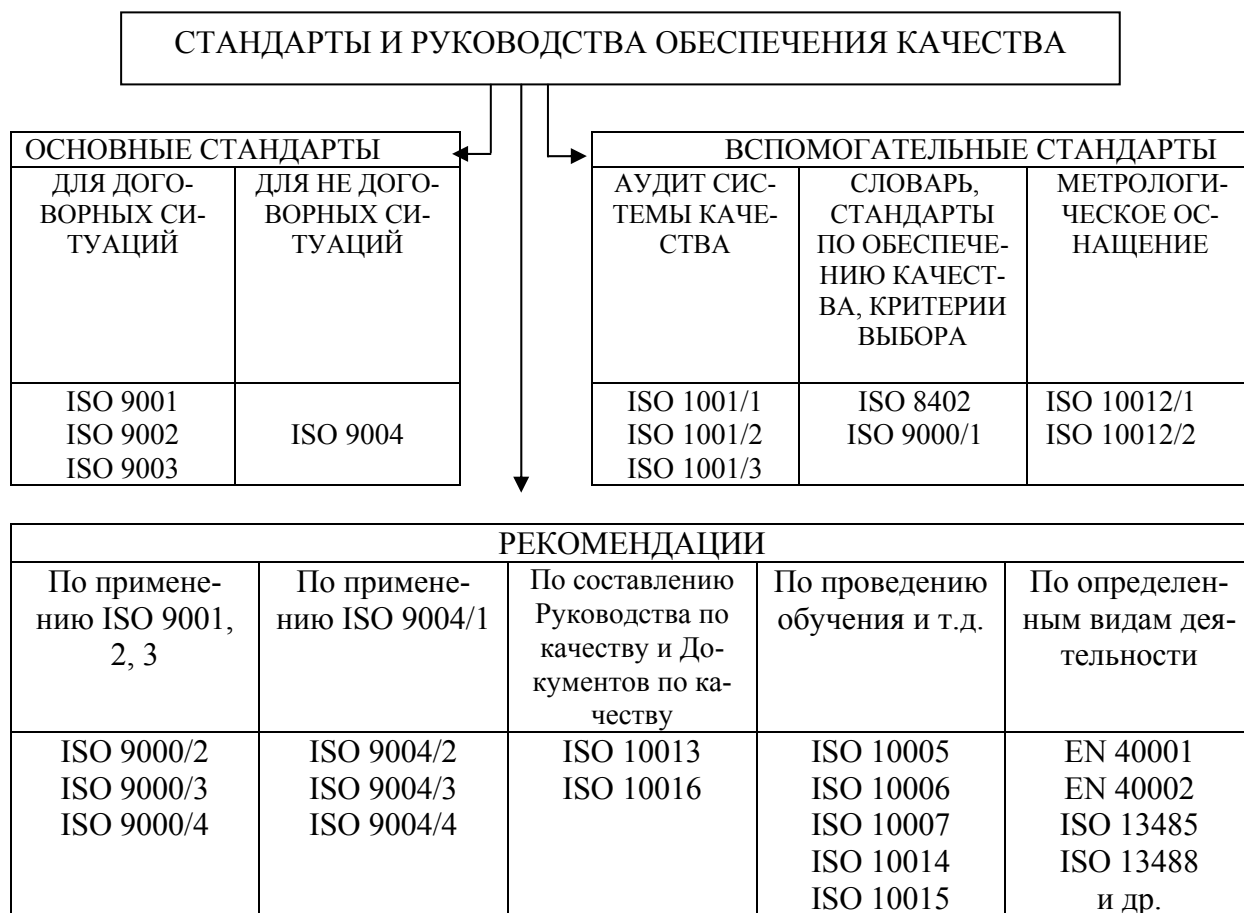 СТАНДАРТЫ И РУКОВОДСТВА ОБЕСПЕЧЕНИЯ КАЧЕСТВА
ОСНОВНЫЕ СТАНДАРТЫ
ДЛЯ ДОГО-
ВОРНЫХ СИ-
ТУАЦИЙ
ДЛЯ НЕ ДОГО-
ВОРНЫХ СИ-
ТУАЦИЙ
ISO 9001
ISO 9002
ISO 9003
ISO 9004
ВСПОМОГАТЕЛЬНЫЕ СТАНДАРТЫ
АУДИТ СИС-
ТЕМЫ КАЧЕ-
СТВА
СЛОВАРЬ,
СТАНДАРТЫ
ПО ОБЕСПЕЧЕ-
НИЮ КАЧЕСТ-
ВА, КРИТЕРИИ
ВЫБОРА
МЕТРОЛОГИ-
ЧЕСКОЕ ОС-
НАЩЕНИЕ
ISO 1001/1
ISO 1001/2
ISO 1001/3
ISO 8402
ISO 9000/1
ISO 10012/1
ISO 10012/2
РЕКОМЕНДАЦИИ
По примене-
нию ISO 9001,
2, 3
По примене-
нию ISO 9004/1
По составлению
Руководства по
качеству и До-
кументов по ка-
честву
По проведению
обучения и т.д.
По определен-
ным видам дея-
тельности
ISO 9000/2
ISO 9000/3
ISO 9000/4
ISO 9004/2
ISO 9004/3
ISO 9004/4
ISO 10013
ISO 10016
ISO 10005
ISO 10006
ISO 10007
ISO 10014
ISO 10015
EN 40001
EN 40002
ISO 13485
ISO 13488
и др.